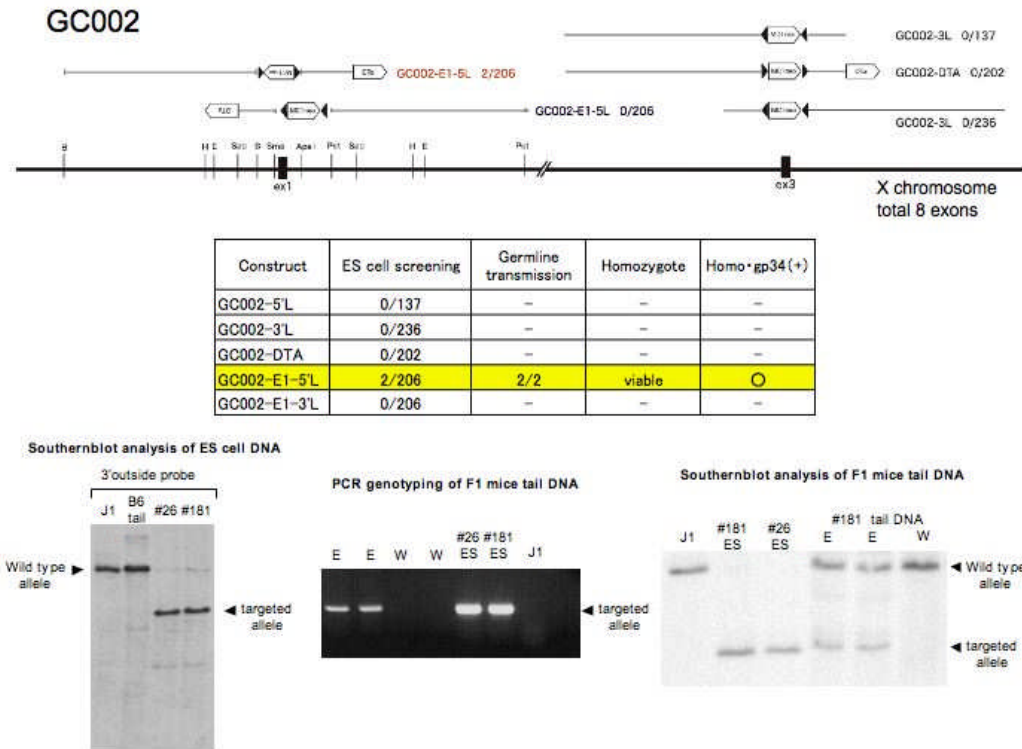 GC002
GC002-3L 0/137
GC002-E1-5L 2/206
GC002-DTA 0/202
GC002-E1-5L 0/206
GC002-3L 0/236
B H E Sma Apa I Pst H E Pst
ex1
ex3
X chromosome
total 8 exons
Construct ES cell screening Germline transmission Homozygote Homo・gp34(+)
GC002-5'L 0/137 − − −
GC002-3'L 0/236 − − −
GC002-DTA 0/202 − − −
GC002-E1-5'L 2/206 2/2 viable ○
GC002-E1-3'L 0/206 − − −
Southernblot analysis of ES cell DNA
3'outside probe
J1 B6 tail #26 #181
Wild type allele
targeted allele
PCR genotyping of F1 mice tail DNA
E E W W #26 ES #181 ES J1
targeted allele
Southernblot analysis of F1 mice tail DNA
#181 tail DNA
J1 #181 ES #26 ES E E W
Wild type allele
targeted allele